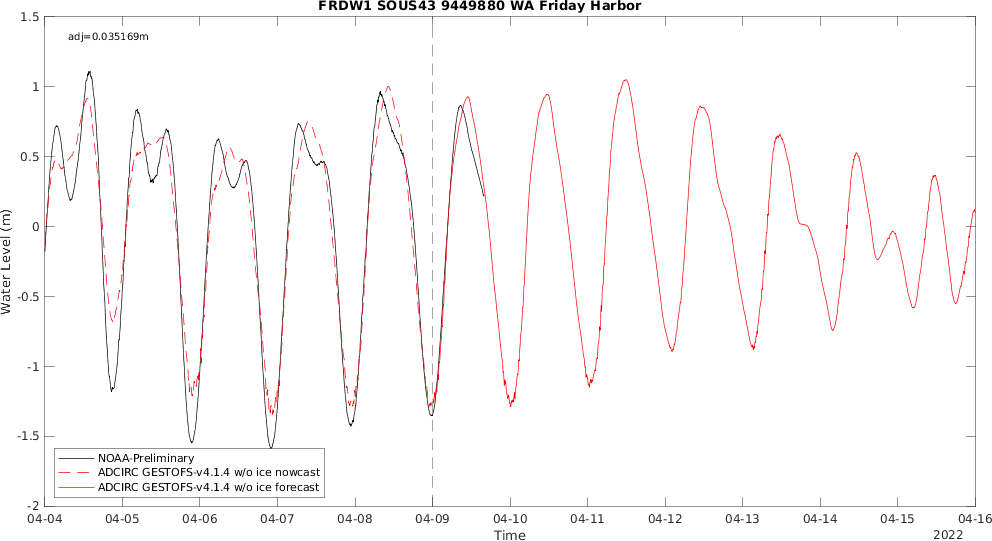 FRDW1 SOUS43 9449880 WA Friday Harbor
adj=0.035169m
1.5
1
0.5
0
-0.5
-1
-1.5
-2
Water Level (m)
NOAA-Preliminary
ADCIRC GESTOFS-v4.1.4 w/o ice nowcast
ADCIRC GESTOFS-v4.1.4 w/o ice forecast
04-04 04-05 04-06 04-07 04-08 04-09 04-10 04-11 04-12 04-13 04-14 04-15 04-16
Time
2022